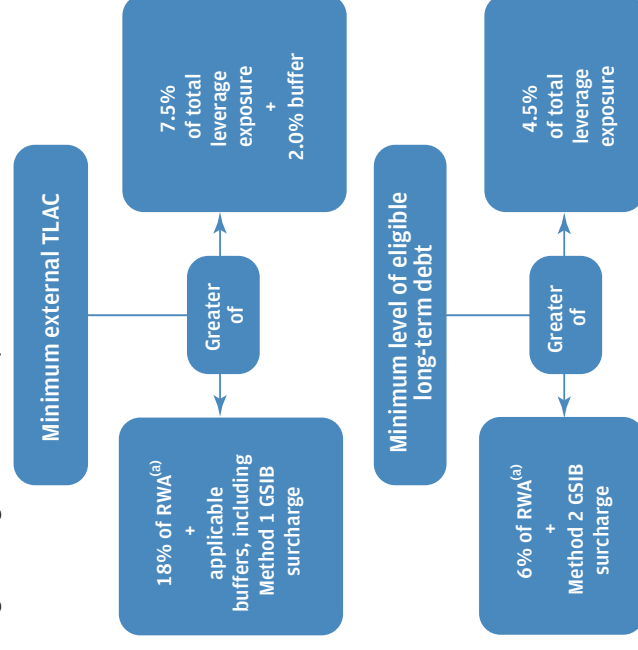 Minimum external TLAC
18% of RWA(a)
+
applicable
buffers, including
Method 1 GSIB
surcharge
Greater
of
7.5%
of total
leverage
exposure
+
2.0% buffer
Minimum level of eligible
long-term debt
6% of RWA(a)
+
Method 2 GSIB
surcharge
Greater
of
4.5%
of total
leverage
exposure